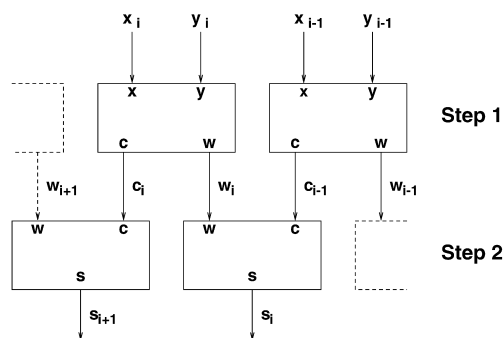 x i y i x i-1 y i-1
x y x y
Step 1
c w c w
w i+1 c i w i c i-1 w i-1
w c w c
Step 2
s s
s i+1 s i